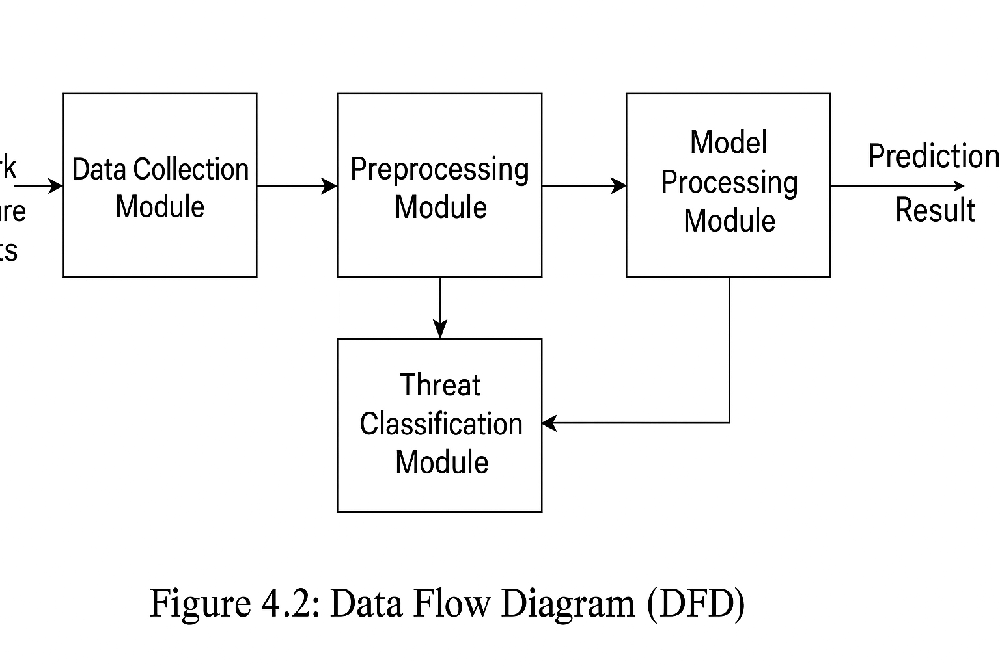 Data Collection
Module
Preprocessing
Module
Model
Processing
Module
Prediction
Result
Threat
Classification
Module
Figure 4.2: Data Flow Diagram (DFD)